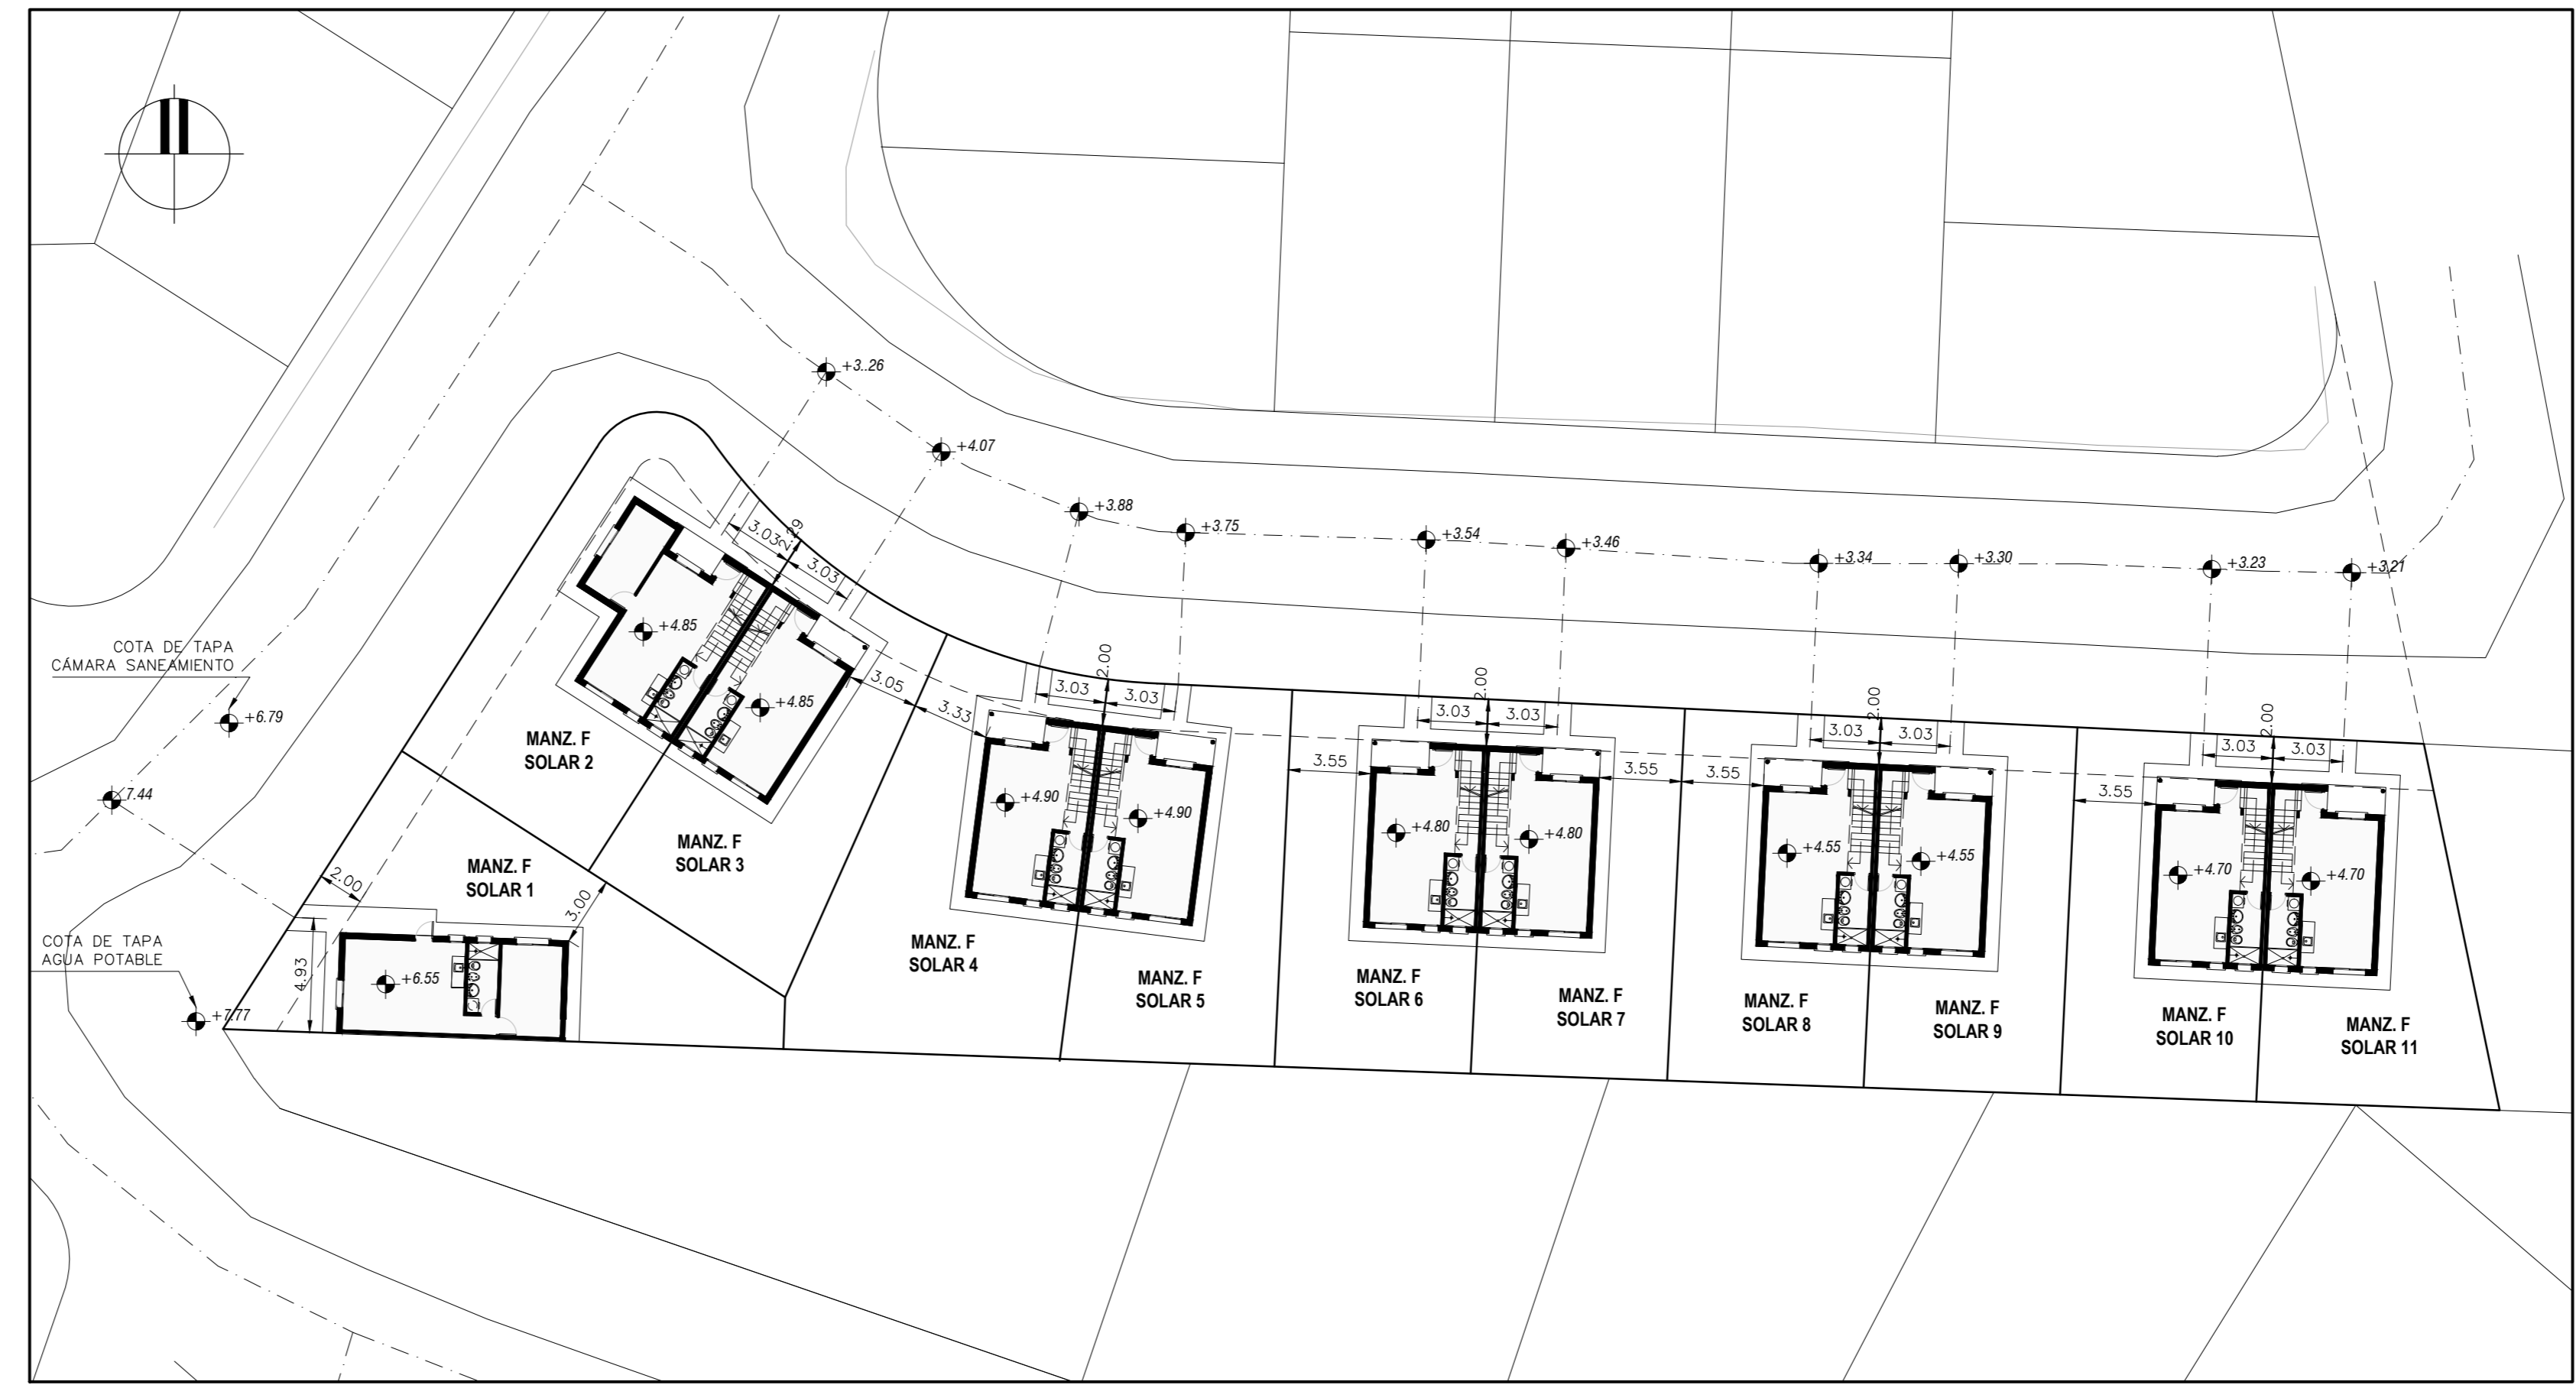 +3..26
+4.07
+3.88
+3.75
+3.54
+3.46
+3.34
+3.30
+3.23
+3.21
3.03
2.29
3.03
+4.85
+4.85
COTA DE TAPA
CÁMARA SANEAMIENTO
+6.79
7.44
MANZ. F
SOLAR 2
MANZ. F
SOLAR 3
MANZ. F
SOLAR 1
2.00
3.00
4.93
+6.55
COTA DE TAPA
AGUA POTABLE
+7.77
3.05
3.33
3.03
2.00
3.03
+4.90
+4.90
MANZ. F
SOLAR 4
MANZ. F
SOLAR 5
3.55
3.03
2.00
3.03
3.55
+4.80
+4.80
MANZ. F
SOLAR 6
MANZ. F
SOLAR 7
3.55
3.03
2.00
3.03
+4.55
+4.55
MANZ. F
SOLAR 8
MANZ. F
SOLAR 9
3.55
3.03
2.00
3.03
+4.70
+4.70
MANZ. F
SOLAR 10
MANZ. F
SOLAR 11